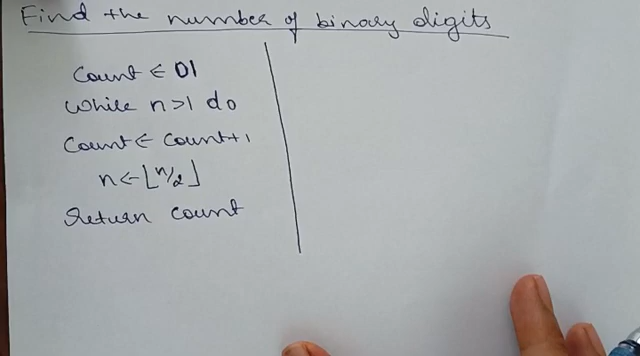 Find the number of binary digits
Count ← 01
While n>1 do
Count ← Count+1
n ← ⌊n/2⌋
Return count